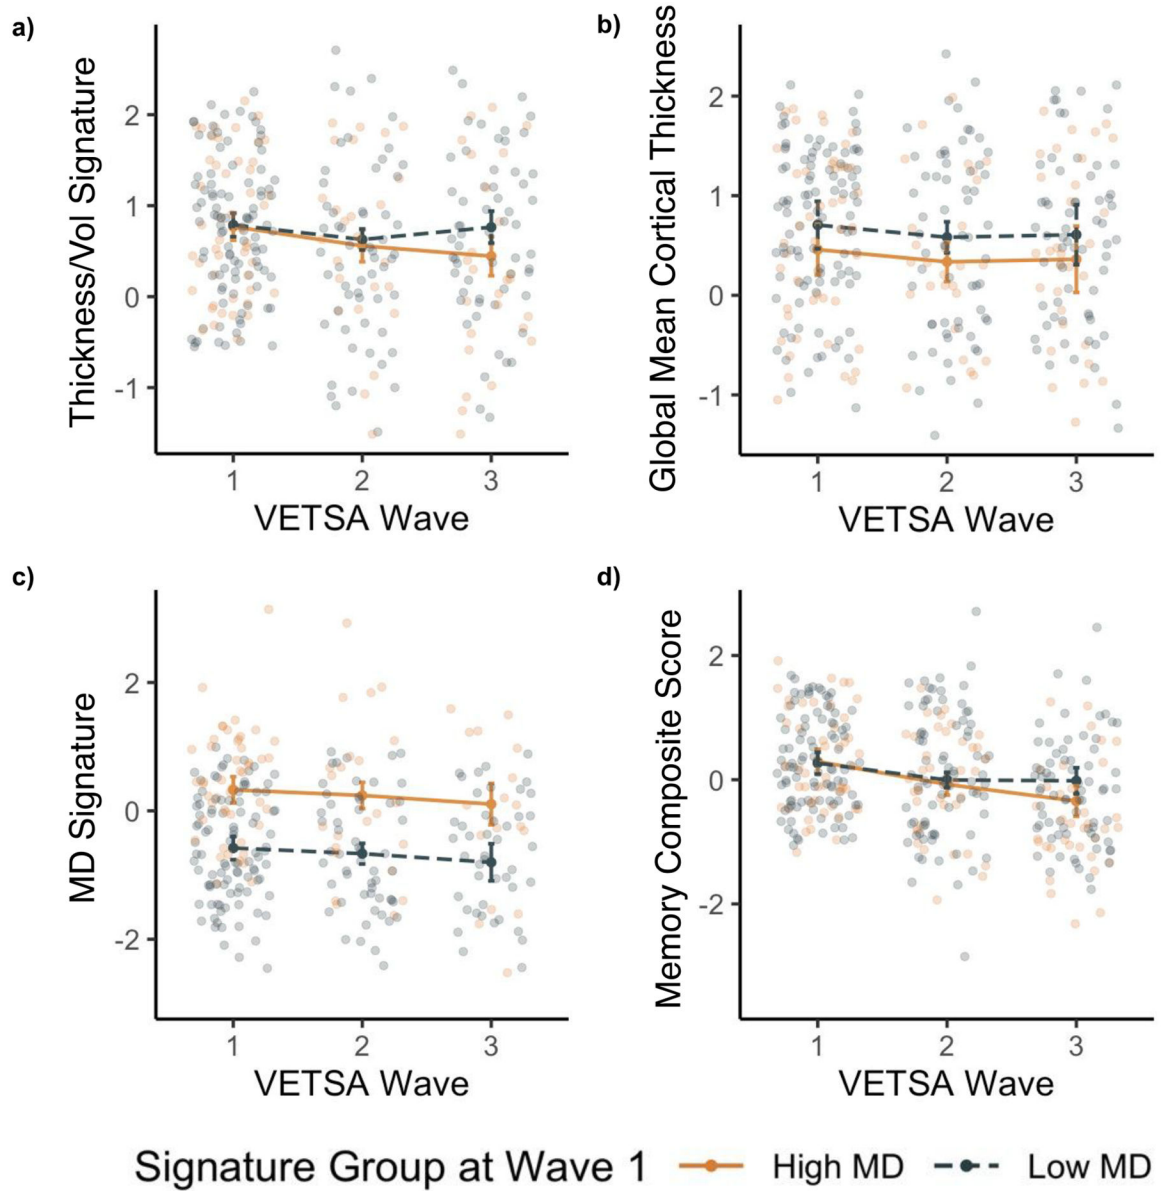 a)
Thickness/Vol Signature
2
1
0
-1
1 2 3
VETSA Wave
b)
Global Mean Cortical Thickness
2
1
0
-1
1 2 3
VETSA Wave
c)
MD Signature
2
0
-2
1 2 3
VETSA Wave
d)
Memory Composite Score
2
0
-2
1 2 3
VETSA Wave
Signature Group at Wave 1 High MD Low MD